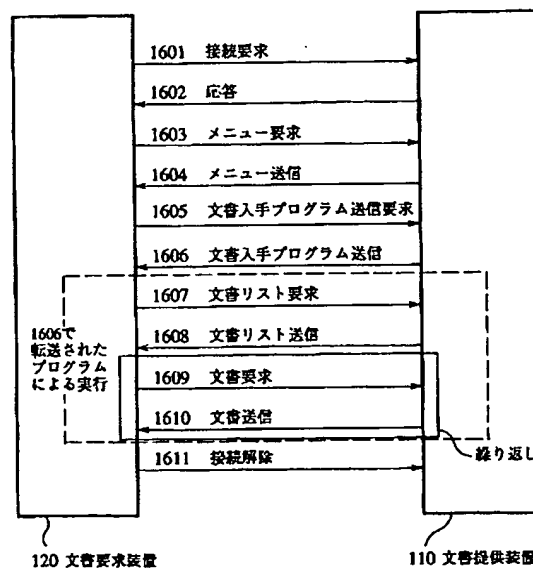 1601 接続要求
1602 応答
1603 メニュー要求
1604 メニュー送信
1605 文書入手プログラム送信要求
1606 文書入手プログラム送信
1607 文書リスト要求
1606で
転送された
プログラム
による実行
1608 文書リスト送信
1609 文書要求
1610 文書送信
繰り返し
1611 接続解除
120 文書要求装置
110 文書提供装置